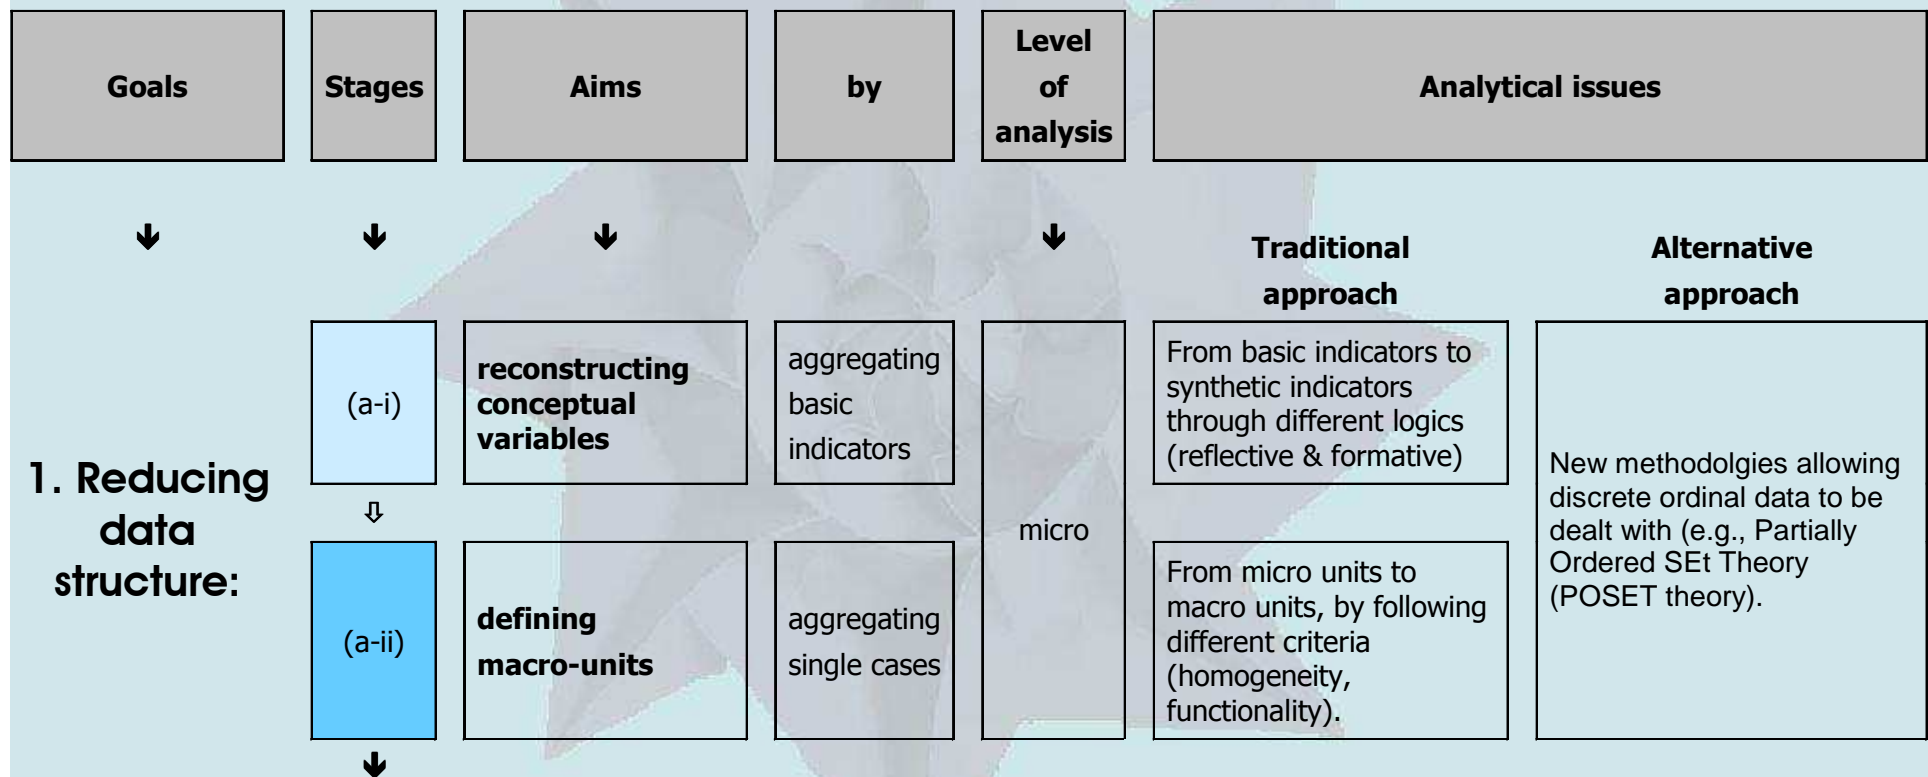 Goals
Stages
Aims
by
Level
of
analysis
Analytical issues
Traditional
approach
Alternative
approach
1. Reducing
data
structure:
(a-i)
reconstructing
conceptual
variables
aggregating
basic
indicators
micro
From basic indicators to
synthetic indicators
through different logics
(reflective & formative)
New methodolgies allowing
discrete ordinal data to be
dealt with (e.g., Partially
Ordered SEt Theory
(POSET theory).
(a-ii)
defining
macro-units
aggregating
single cases
From micro units to
macro units, by following
different criteria
(homogeneity,
functionality).